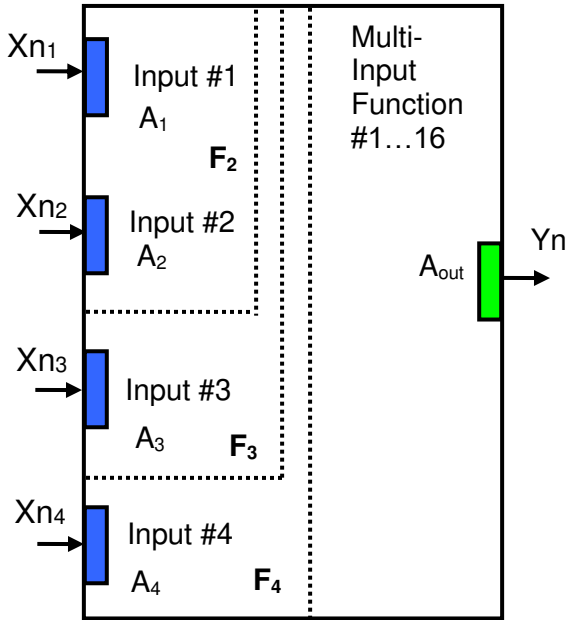 Xn1
Input #1
A1
F2
Multi-
Input
Function
#1…16
Xn2
Input #2
A2
Aout
Yn
Xn3
Input #3
A3
F3
Xn4
Input #4
A4
F4